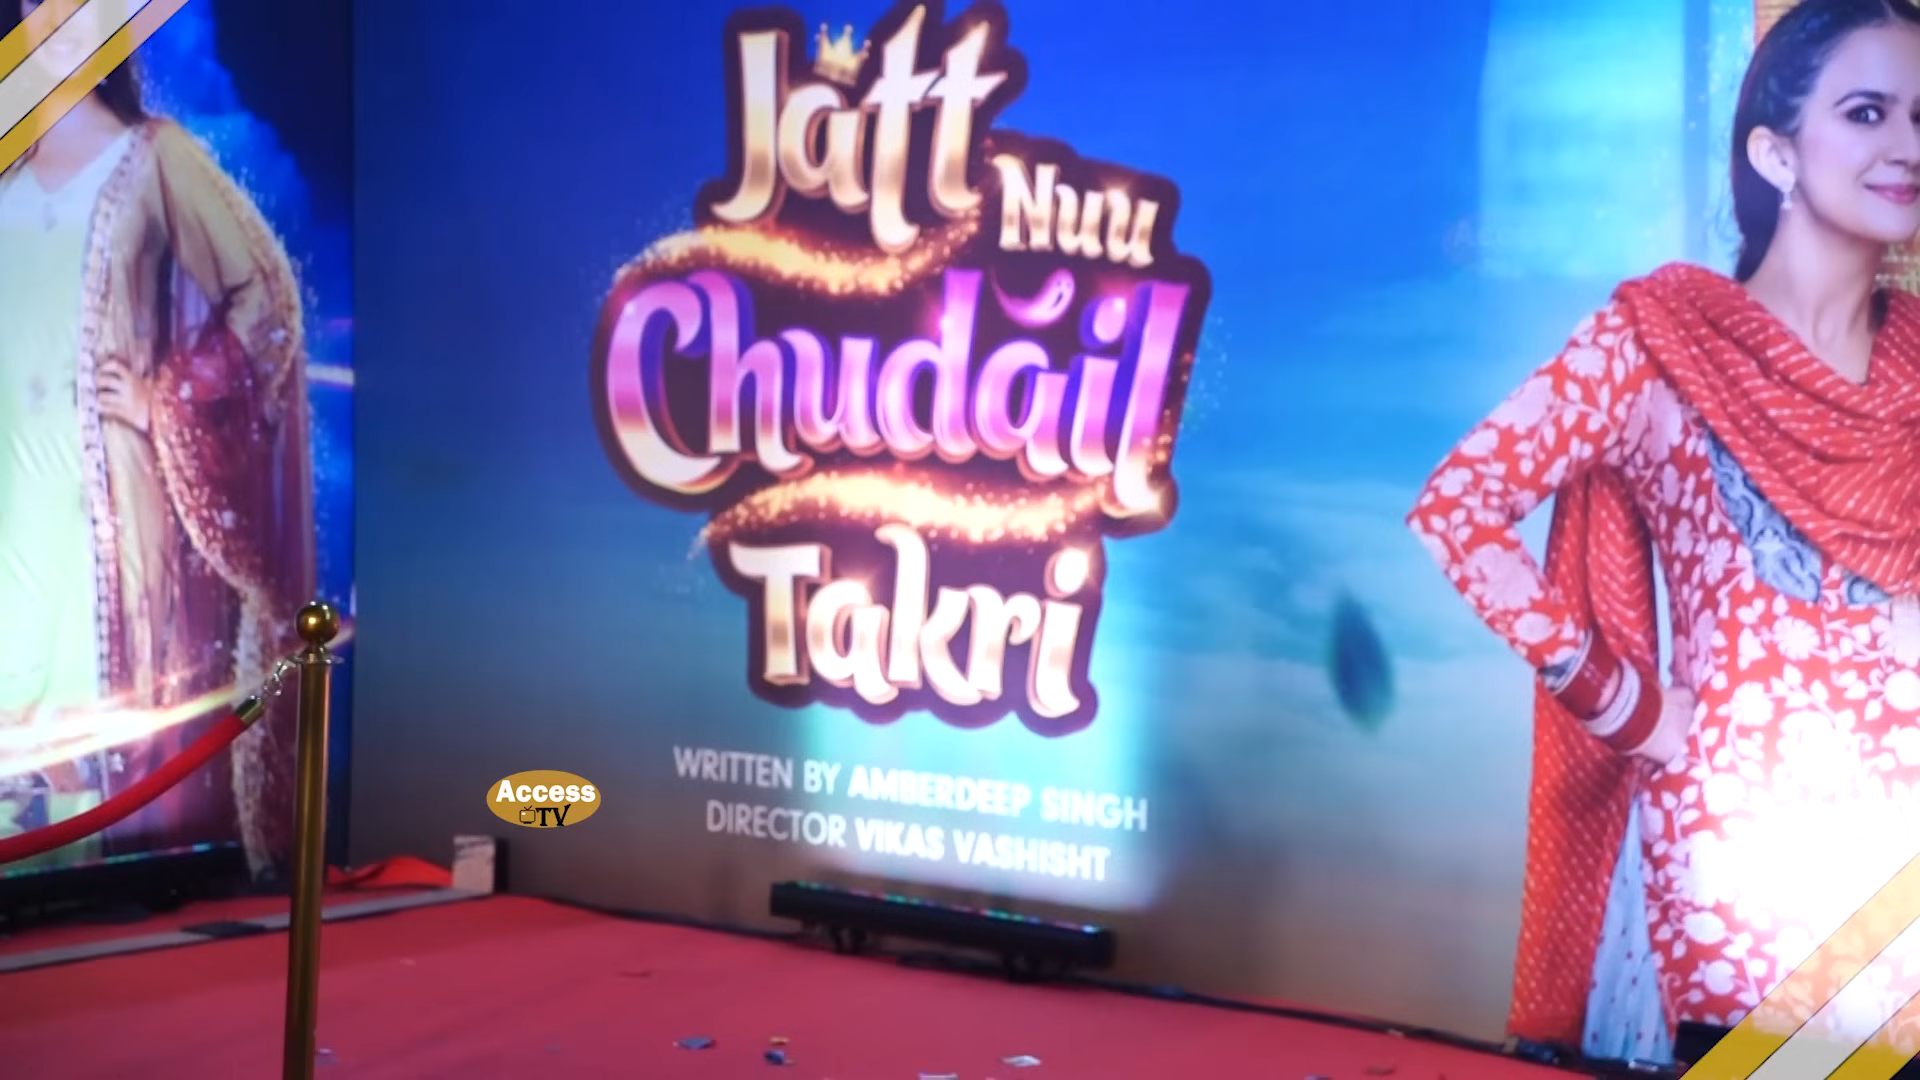 Jatt
Nuu
Chudail
Takri
WRITTEN BY AMBERDEEP SINGH
DIRECTOR VIKAS VASHISHT
Access
TV